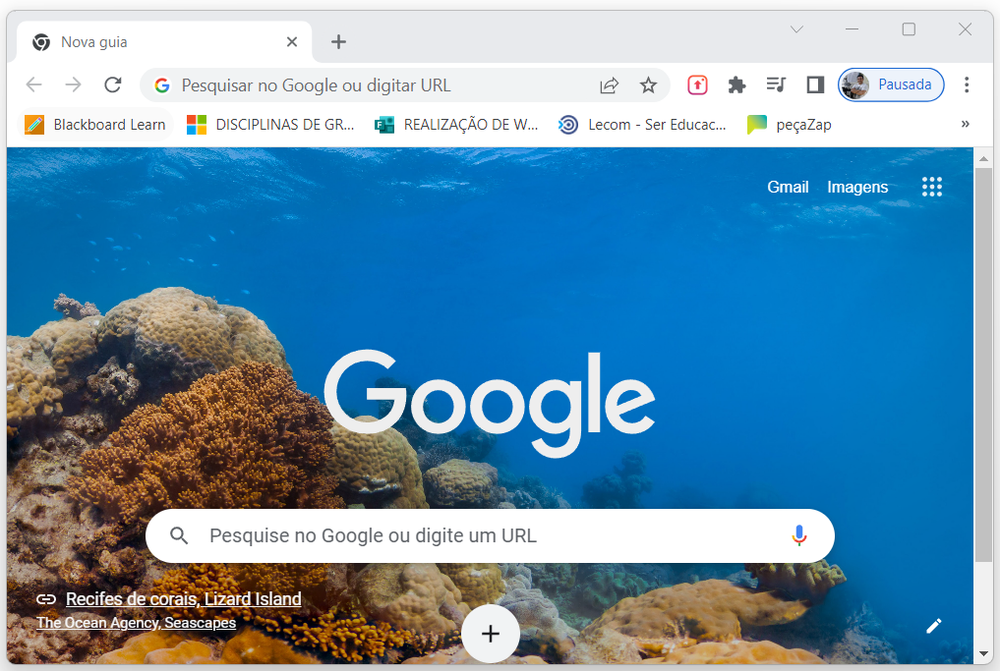 Nova guia
Pesquisar no Google ou digitar URL
Pausada
Blackboard Learn DISCIPLINAS DE GR... REALIZAÇÃO DE W... Lecom - Ser Educac... peçaZap »
Gmail Imagens
Google
Pesquise no Google ou digite um URL
Recifes de corais, Lizard Island
The Ocean Agency, Seascapes